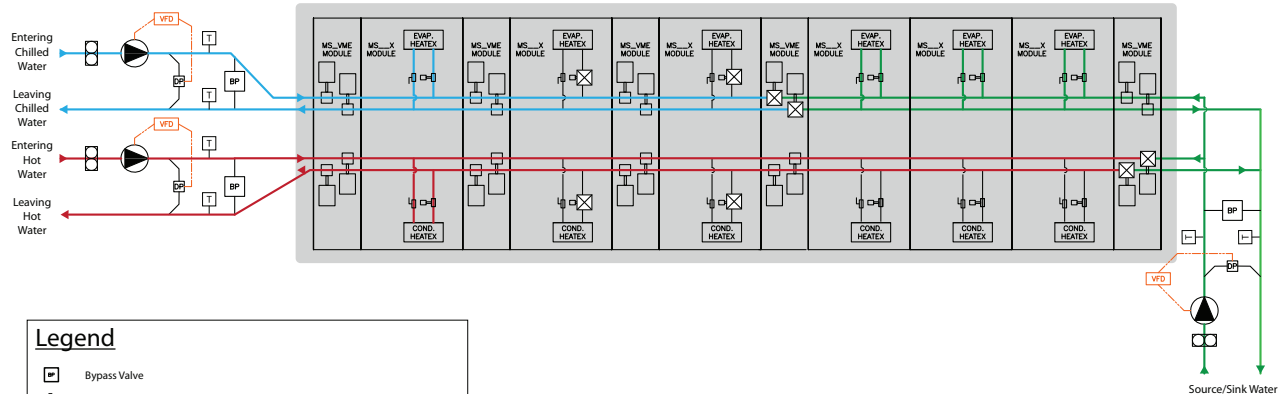 Entering
Chilled
Water
VFD
T
DP
BP
T
Leaving
Chilled
Water
Entering
Hot
Water
VFD
T
DP
BP
T
Leaving
Hot
Water
MS_VME
MODULE
MS___X
MODULE
EVAP.
HEATEX
COND.
HEATEX
MS_VME
MODULE
MS___X
MODULE
EVAP.
HEATEX
COND.
HEATEX
MS_VME
MODULE
MS___X
MODULE
EVAP.
HEATEX
COND.
HEATEX
MS_VME
MODULE
MS___X
MODULE
EVAP.
HEATEX
COND.
HEATEX
MS___X
MODULE
EVAP.
HEATEX
COND.
HEATEX
MS___X
MODULE
EVAP.
HEATEX
COND.
HEATEX
MS_VME
MODULE
BP
T
T
DP
VFD
Source/Sink Water
Legend
BP Bypass Valve